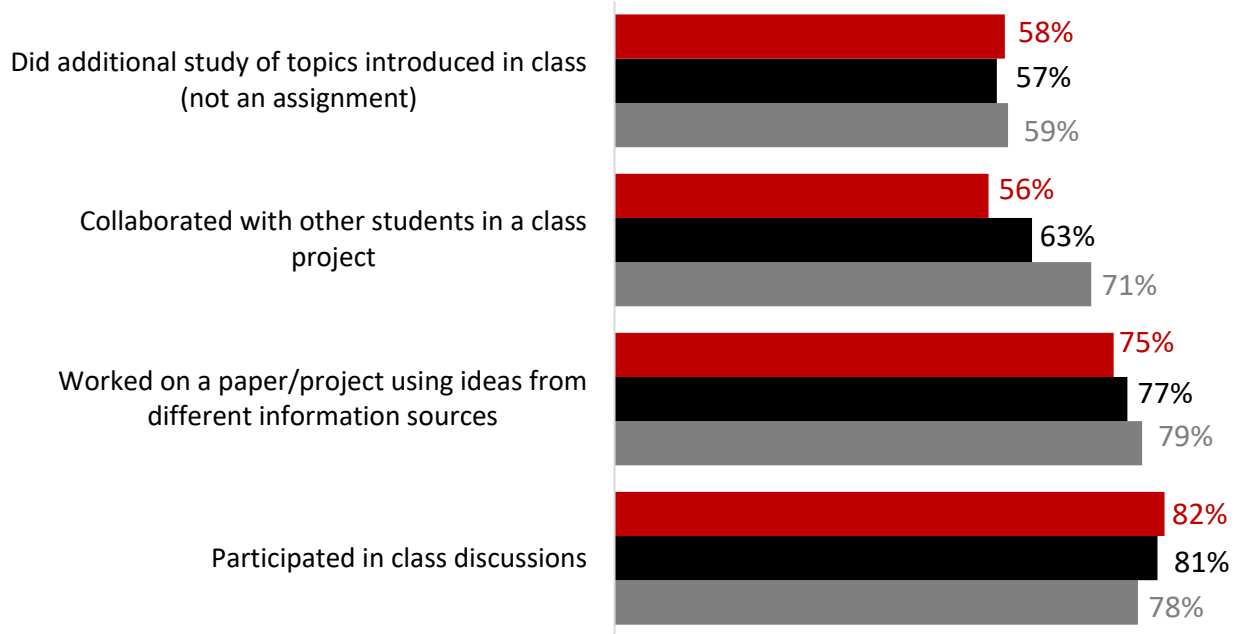 Did additional study of topics introduced in class
(not an assignment)
58%
57%
59%
Collaborated with other students in a class
project
56%
63%
71%
Worked on a paper/project using ideas from
different information sources
75%
77%
79%
Participated in class discussions
82%
81%
78%